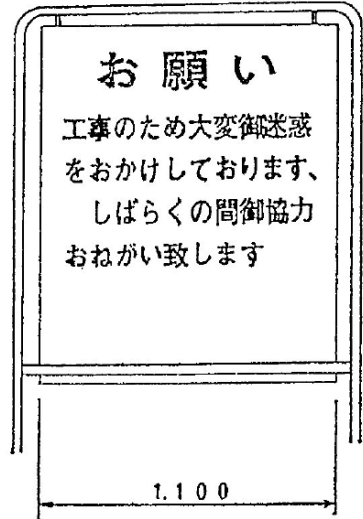 お願い
工事のため大変御迷惑
をおかけしております、
しばらくの間御協力
おねがい致します
1.100